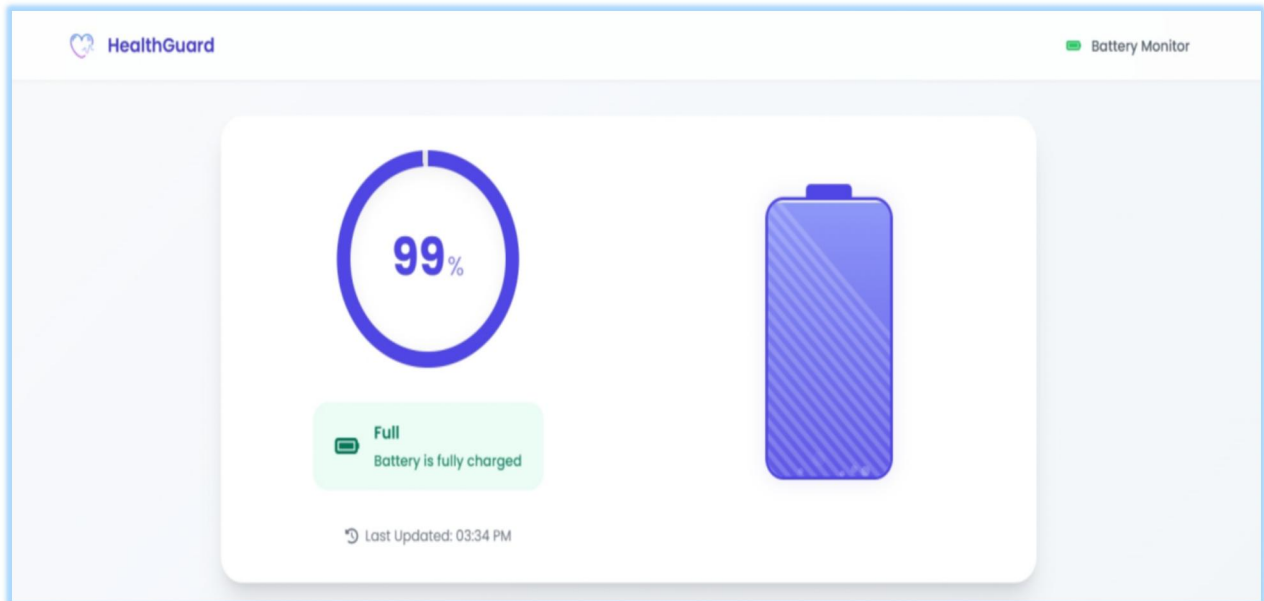 HealthGuard
Battery Monitor
99%
Full
Battery is fully charged
Last Updated: 03:34 PM